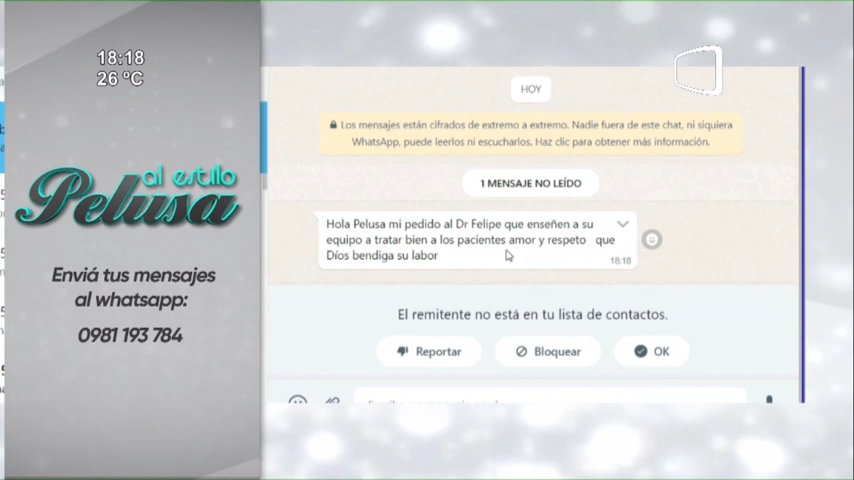 18:18
26 ºC
al estilo
Pelusa
Enviá tus mensajes
al whatsapp:
0981 193 784
HOY
Los mensajes están cifrados de extremo a extremo. Nadie fuera de este chat, ni siquiera
WhatsApp, puede leerlos ni escucharlos. Haz clic para obtener más información.
1 MENSAJE NO LEÍDO
Hola Pelusa mi pedido al Dr Felipe que enseñen a su
equipo a tratar bien a los pacientes amor y respeto que
Díos bendiga su labor
18:18
El remitente no está en tu lista de contactos.
Reportar
Bloquear
OK